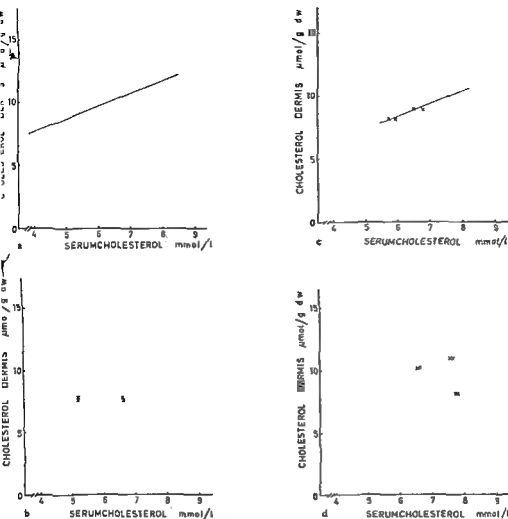 CHOLESTEROL DERMIS
15
10
5
0
4 5 6 7 8 9
a SERUMCHOLESTEROL mmol/l
CHOLESTEROL DERMIS µmol/g dw
10
5
0
4 5 6 7 8 9
c SERUMCHOLESTEROL mmol/l
CHOLESTEROL DERMIS µmol/g dw
15
10
5
0
4 5 6 7 8 9
b SERUMCHOLESTEROL mmol/l
CHOLESTEROL µmol/g dw
15
10
5
0
4 5 6 7 8 9
d SERUMCHOLESTEROL mmol/l